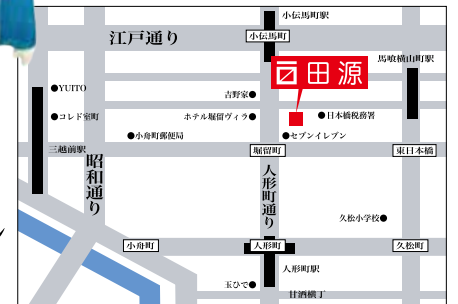 小伝馬町駅
江戸通り
小伝馬町
馬喰横山町駅
田源
YUITO
吉野家
コレド室町
ホテル堀留ヴィラ
日本橋税務署
小舟町郵便局
セブンイレブン
三越前駅
堀留町
東日本橋
昭和通り
人形町通り
久松小学校
小舟町
人形町
久松町
人形町駅
玉ひで
甘酒横丁